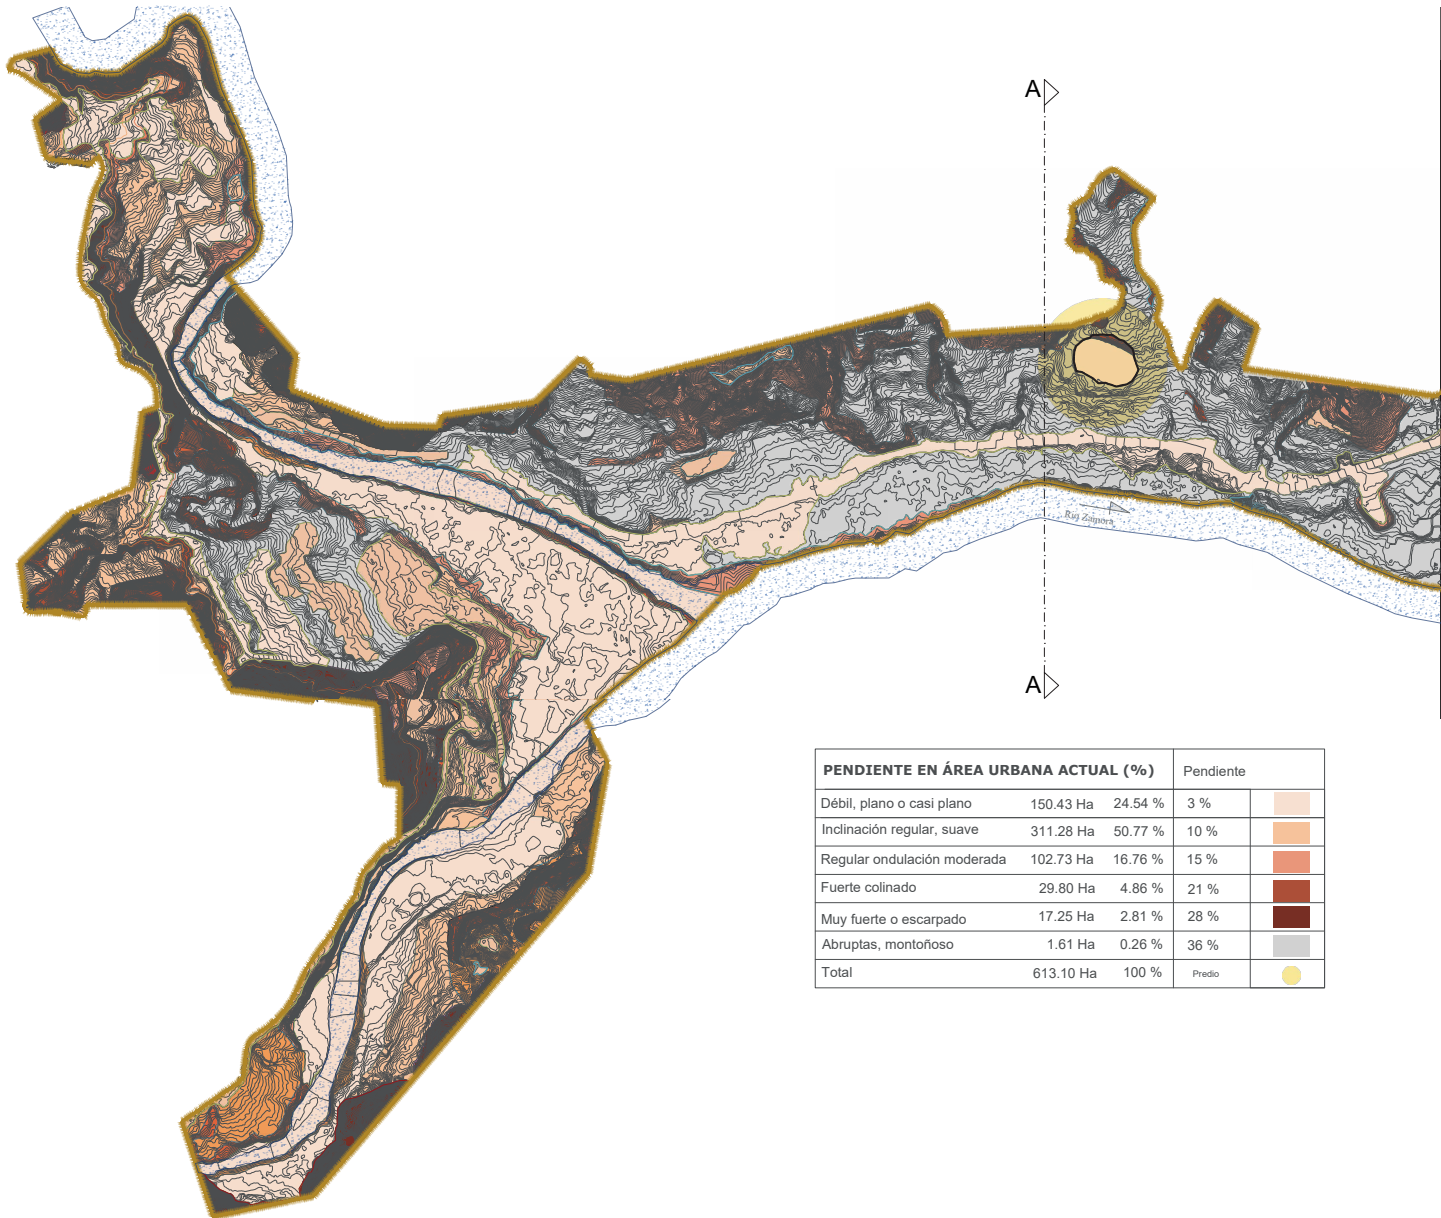 A
Rio Zamora
A
PENDIENTE EN ÁREA URBANA ACTUAL (%) Pendiente
Débil, plano o casi plano 150.43 Ha 24.54 % 3 %
Inclinación regular, suave 311.28 Ha 50.77 % 10 %
Regular ondulación moderada 102.73 Ha 16.76 % 15 %
Fuerte colinado 29.80 Ha 4.86 % 21 %
Muy fuerte o escarpado 17.25 Ha 2.81 % 28 %
Abruptas, montoñoso 1.61 Ha 0.26 % 36 %
Total 613.10 Ha 100 % Predio